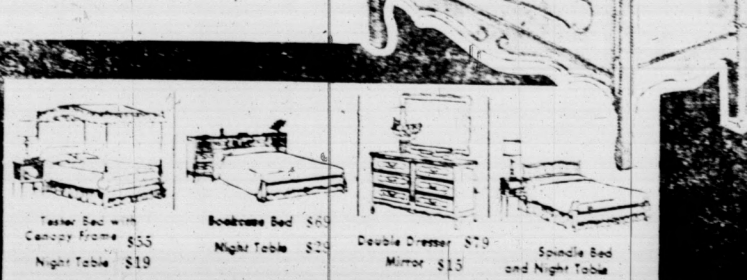 Tester Bed with
Canopy Frame $55
Night Table $19
Bookcase Bed $69
Night Table $29
Double Dresser $79
Mirror $15
Spindle Bed
and Night Table